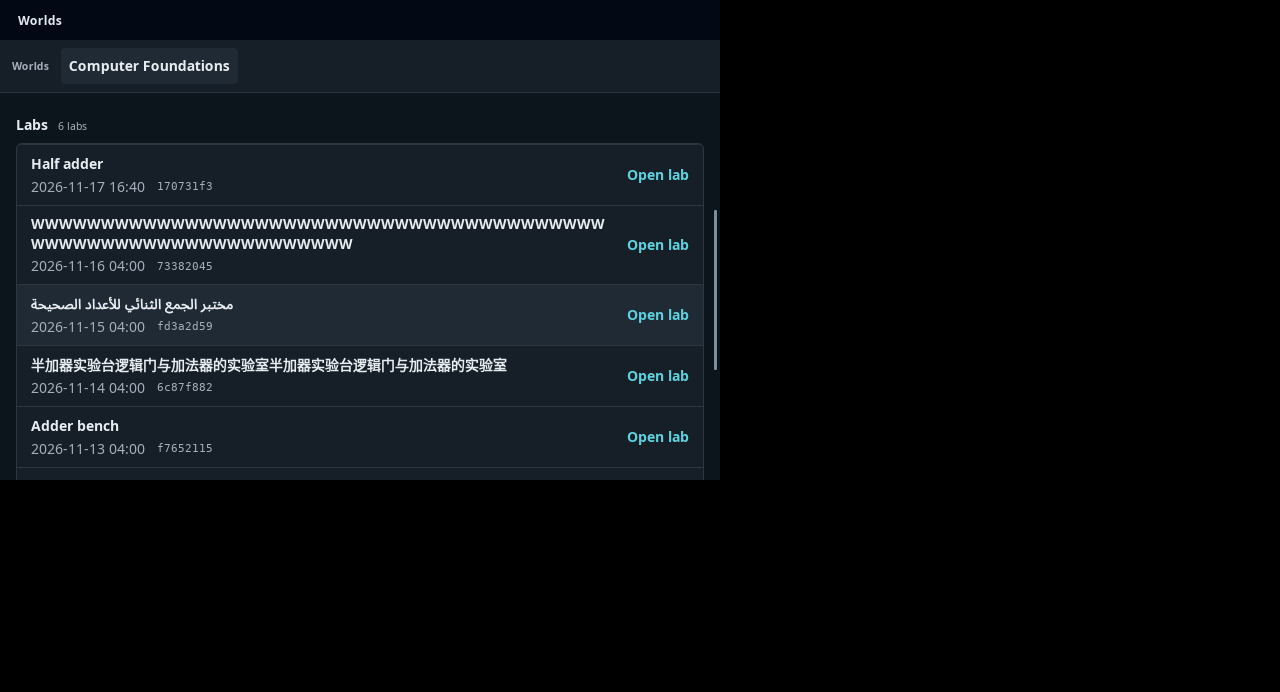 Worlds
Worlds Computer Foundations
Labs 6 labs
Half adder
2026-11-17 16:40 170731f3
Open lab
WWWWWWWWWWWWWWWWWWWWWWWWWWWWWWWWWWWWWWWWW
WWWWWWWWWWWWWWWWWWWWWWW
2026-11-16 04:00 73382045
Open lab
مختبر الجمع الثنائي للأعداد الصحيحة
2026-11-15 04:00 fd3a2d59
Open lab
半加器实验台逻辑门与加法器的实验室半加器实验台逻辑门与加法器的实验室
2026-11-14 04:00 6c87f882
Open lab
Adder bench
2026-11-13 04:00 f7652115
Open lab